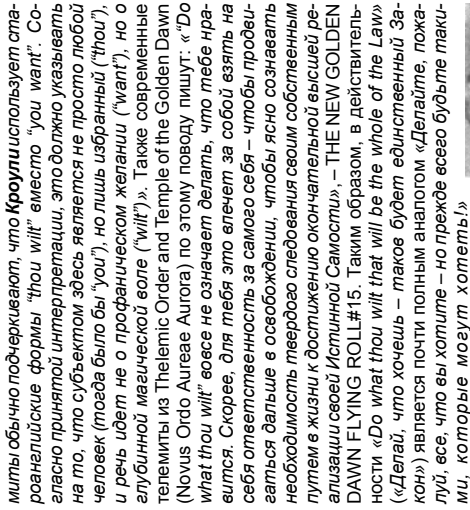 миты обычно подчеркивают, что Кроули использует ста-
роанглийские формы “thou wilt” вместо “you want”. Со-
гласно принятой интерпретации, это должно указывать
на то, что субъектом здесь является не просто любой
человек (тогда было бы “you”), но лишь избранный (“thou”),
и речь идет не о профаническом желании (“want”), но о
глубинной магической воле (“wilt”)». Также современные
телемиты из Thelemic Order and Temple of the Golden Dawn
(Novus Ordo Aureae Aurora) по этому поводу пишут: «“Do
what thou wilt” вовсе не означает делать, что тебе нра-
вится. Скорее, для тебя это влечет за собой взять на
себя ответственность за самого себя – чтобы продви-
гаться дальше в освобождении, чтобы ясно сознавать
необходимость твердого следования своим собственным
путем в жизни к достижению окончательной высшей ре-
ализации своей Истинной Самости», – THE NEW GOLDEN
DAWN FLYING ROLL#15. Таким образом, в действитель-
ности «Do what thou wilt that will be the whole of the Law»
(«Делай, что хочешь – таков будет единственный За-
кон») является почти полным аналогом «Делайте, пожа-
луй, все, что вы хотите – но прежде всего будьте таки-
ми, которые могут хотеть!»